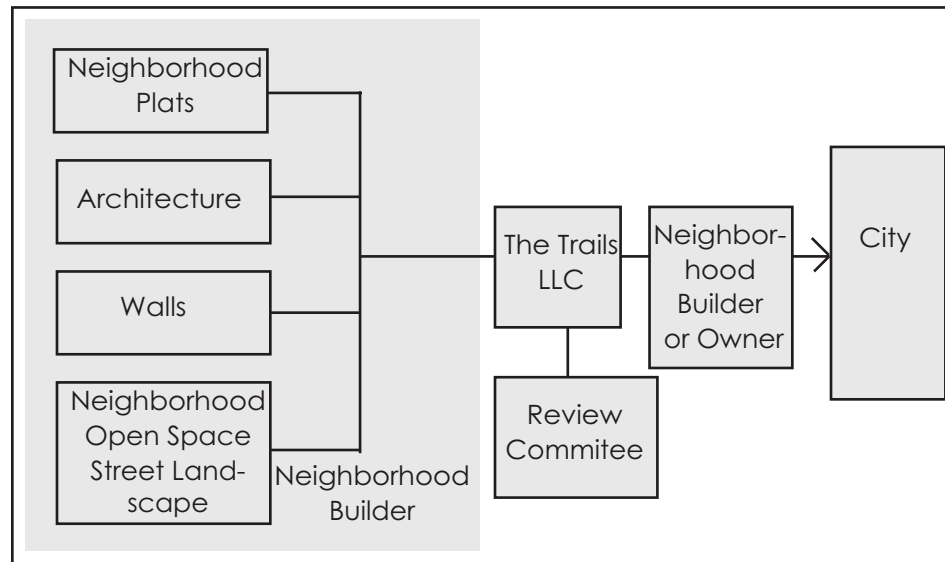 Neighborhood
Plats
Architecture
Walls
Neighborhood
Open Space
Street Land-
scape
Neighborhood
Builder
The Trails
LLC
Review
Commitee
Neighbor-
hood
Builder
or Owner
City